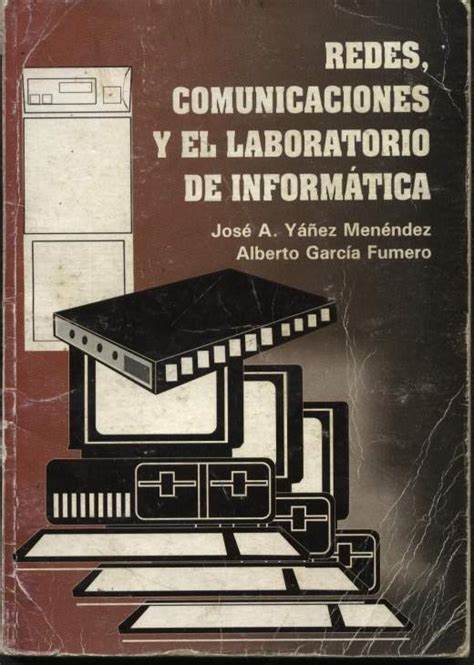 REDES,
COMUNICACIONES
Y EL LABORATORIO
DE INFORMÁTICA
José A. Yáñez Menéndez
Alberto García Fumero